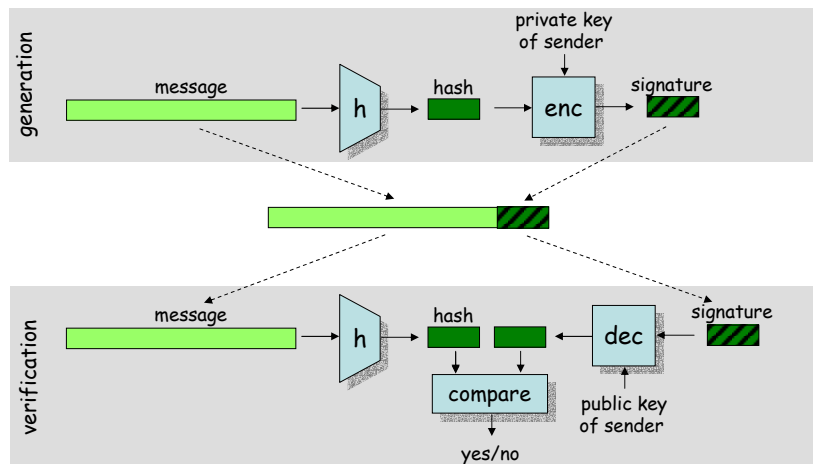 generation
private key
of sender
message
hash
signature
h
enc
verification
message
hash
signature
h
dec
compare
public key
of sender
yes/no